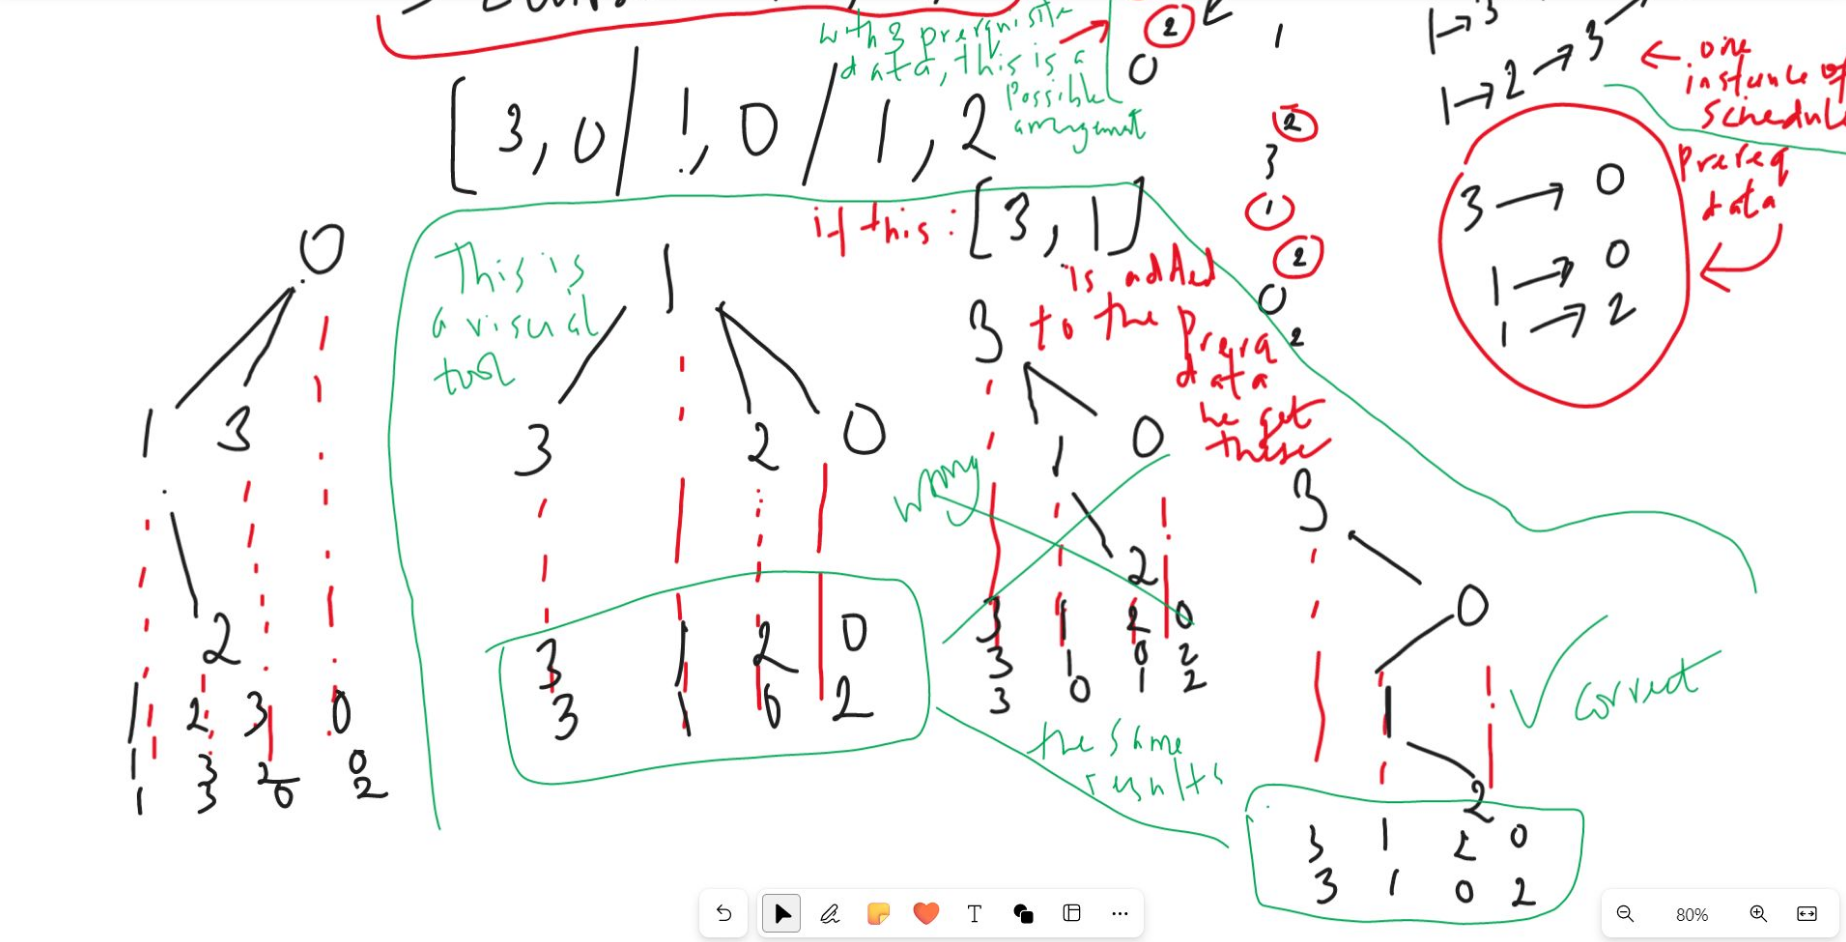 with 3 prerquisite
data, this is a
possible
arrangement
2
0
1
1→3
1→2→3
← one
instance of
Schedul
[3,0/1,0/1,2
2
3
1
2
0
2
Prereq
data
3→0
1→0
1→2
if this: [3,1]
is added
to the Prerq
data
we get
these
This is
a visual
tool
0
1 3
2
1 2 3 0
1 3 2 0
1 3 0 2
1
3 2 0
3 1 2 0
3 1 0 2
3
1 0
wrong
2
3 1 2 0
3 1 0 2
3 0 1 2
the same
results
3
0
1
2
correct
3 1 2 0
3 1 0 2
T
80%